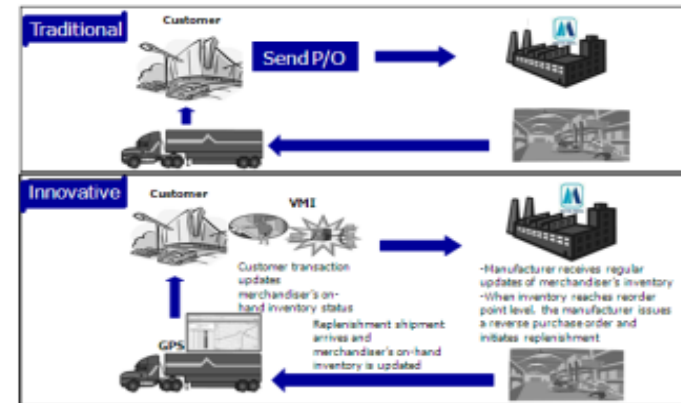 Traditional
Customer
Send P/O
Innovative
Customer
VMI
Customer transaction
updates
merchandiser's on-
hand inventory status
-Manufacturer receives regular
updates of merchandiser's inventory
-When inventory reaches reorder
point level, the manufacturer issues
a reverse purchase-order and
initiates replenishment
GPS
Replenishment shipment
arrives and
merchandiser's on-hand
inventory is updated